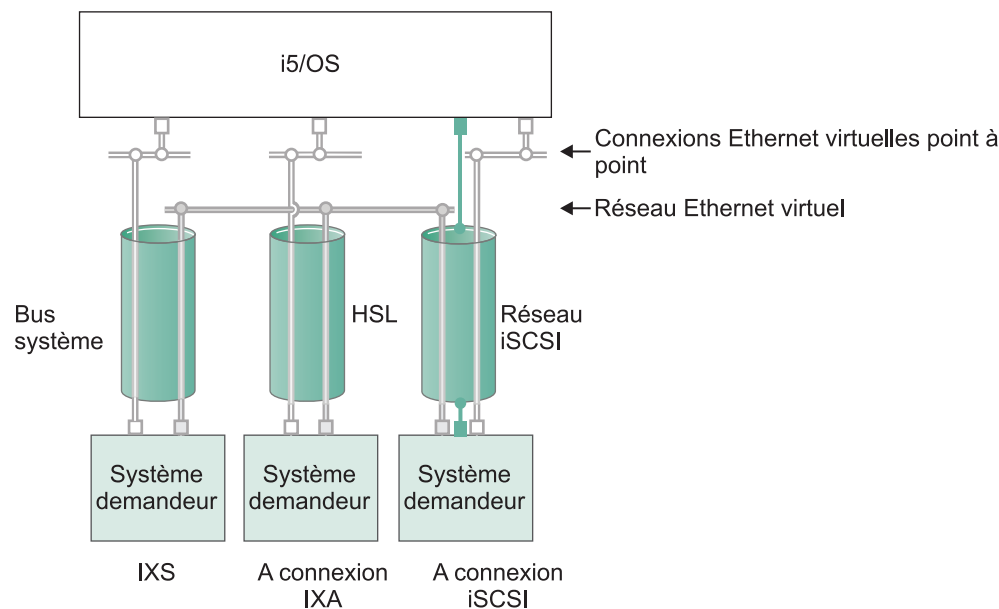 i5/OS
Connexions Ethernet virtuelles point à
point
Réseau Ethernet virtuel
Bus
système
HSL
Réseau
iSCSI
Système
demandeur
Système
demandeur
Système
demandeur
IXS
A connexion
IXA
A connexion
iSCSI